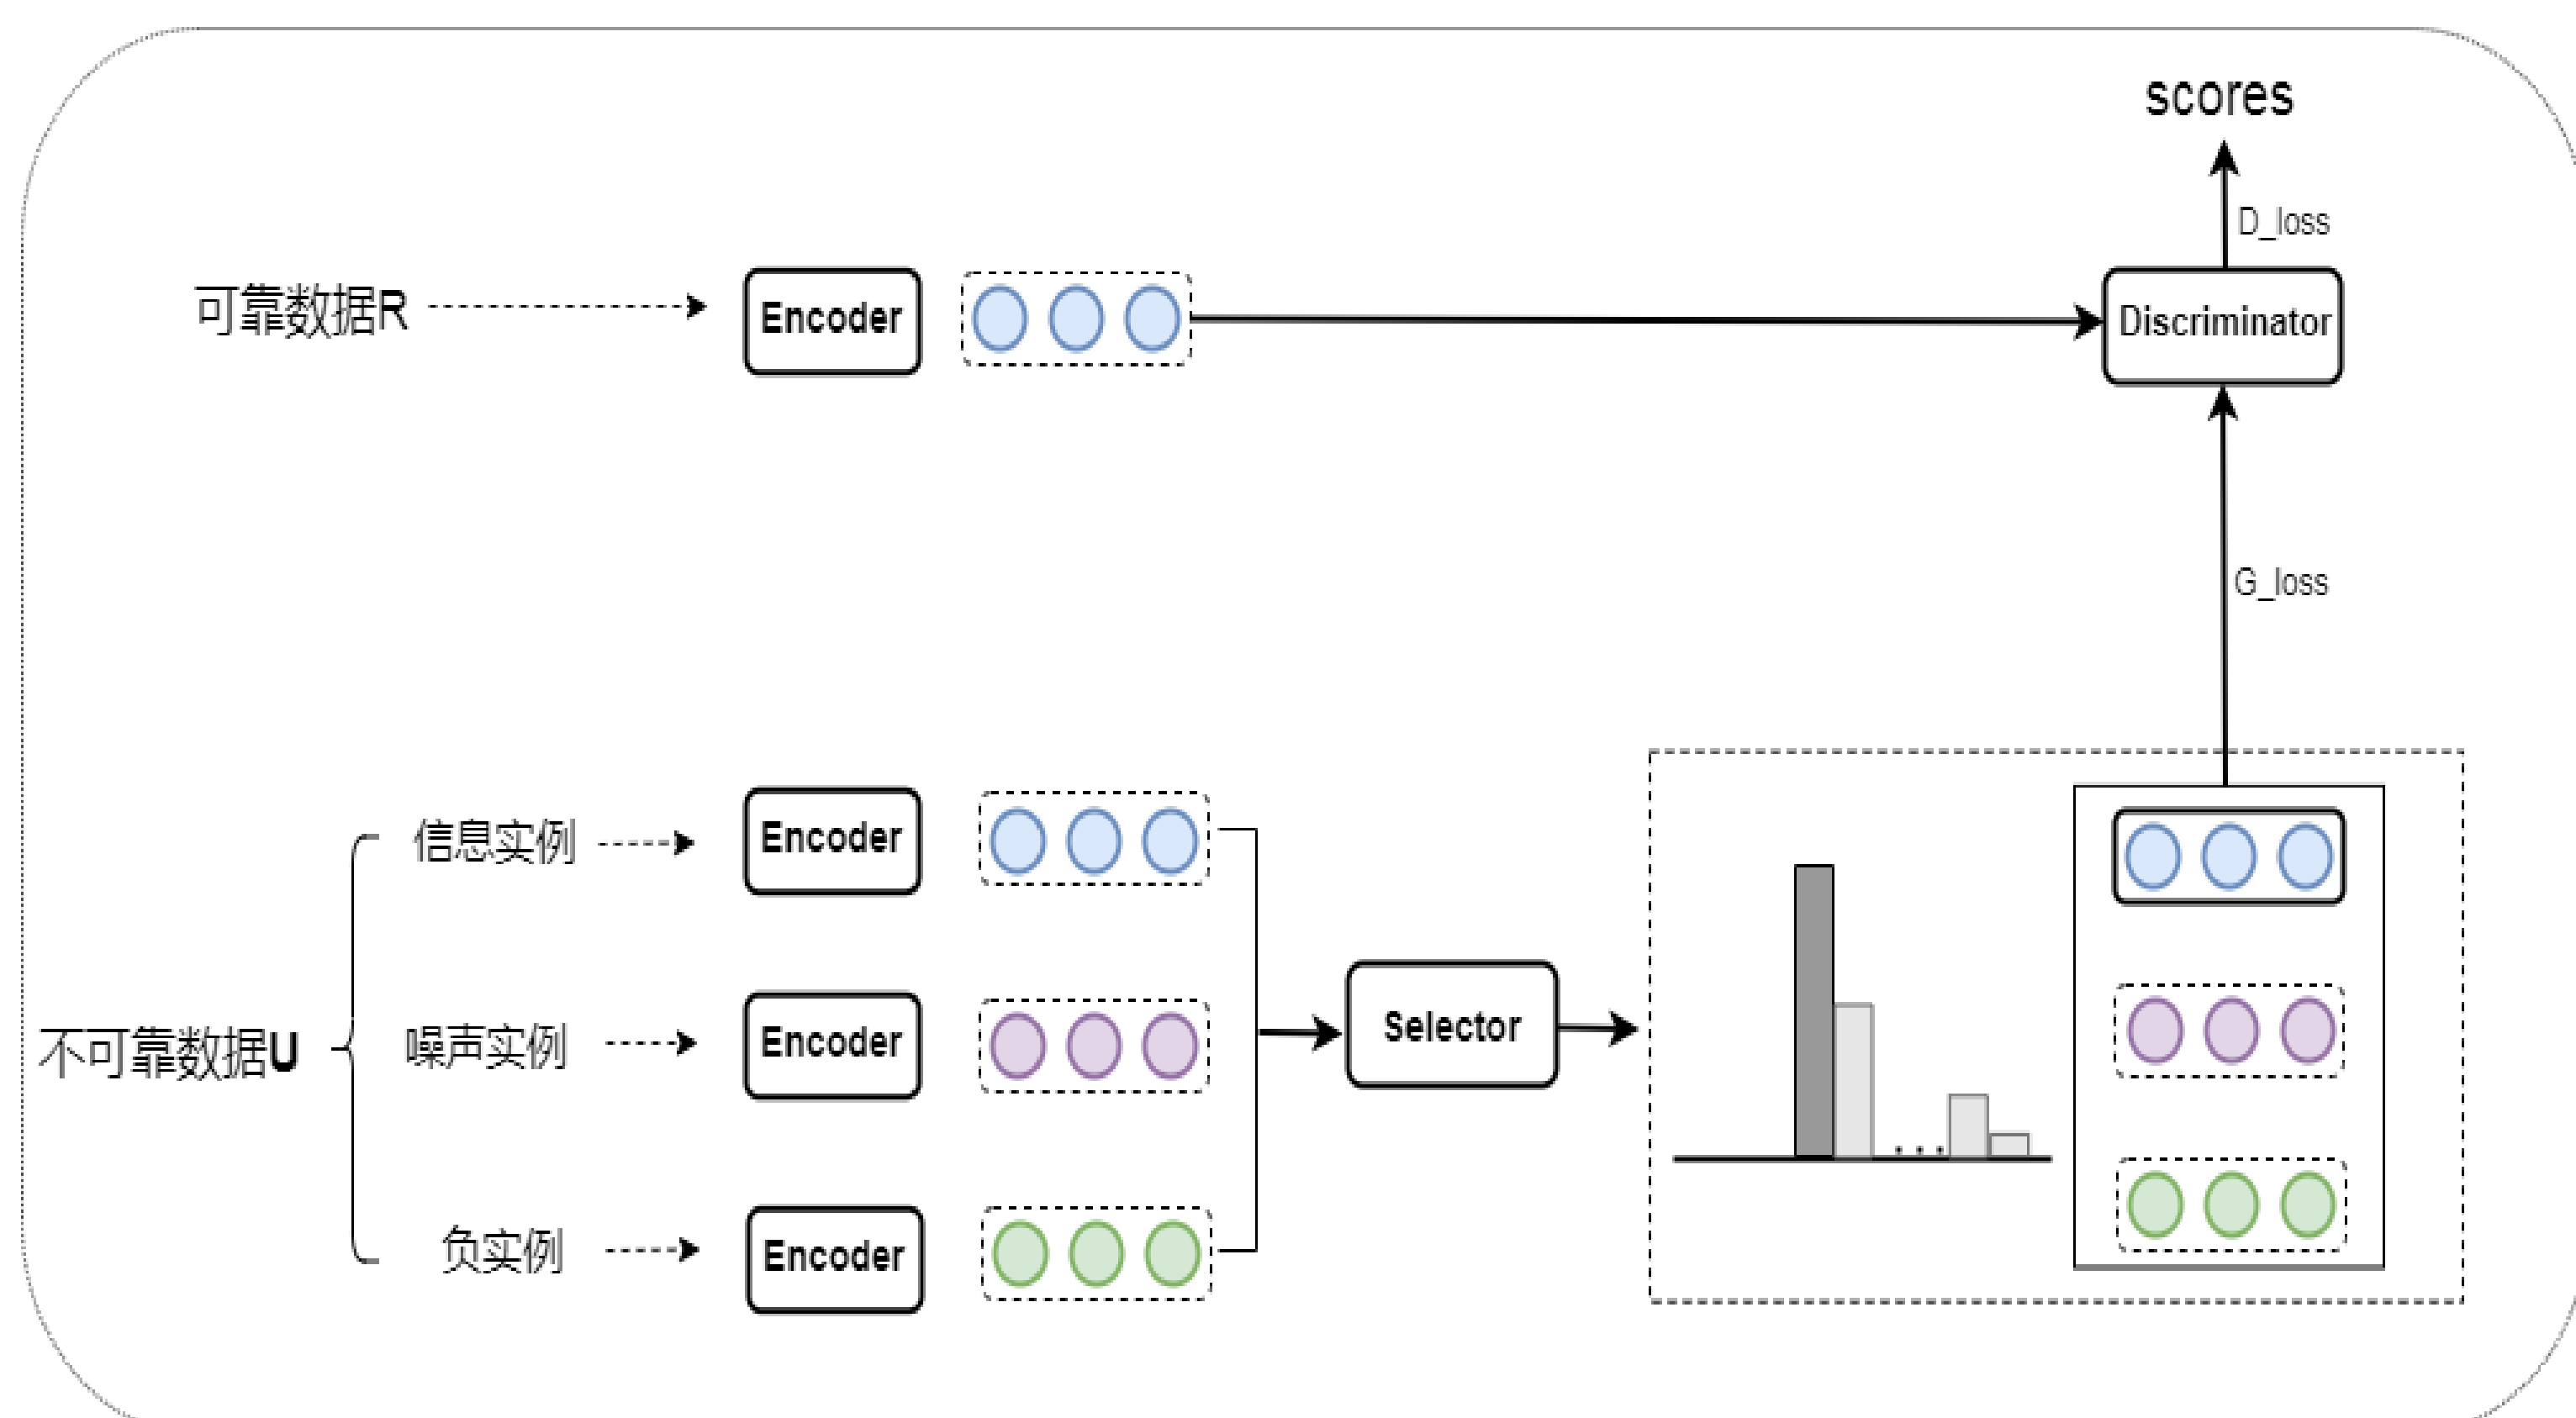 scores
D_loss
可靠数据R
Encoder
Discriminator
G_loss
信息实例
Encoder
不可靠数据U
噪声实例
Encoder
Selector
...
负实例
Encoder